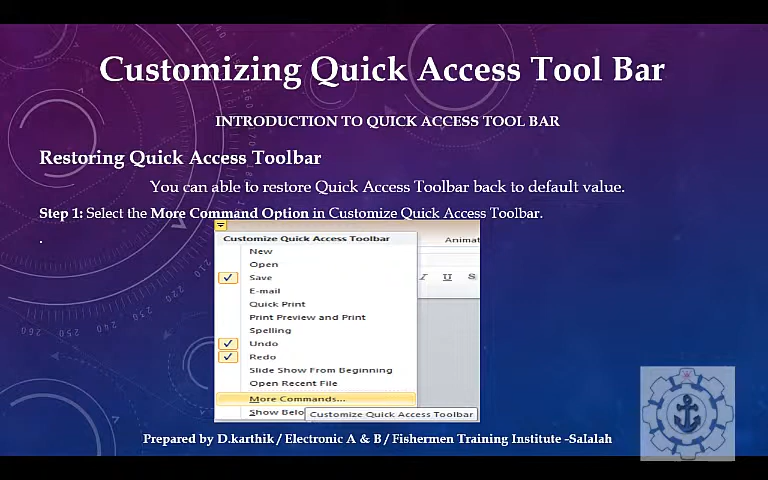 Customizing Quick Access Tool Bar
INTRODUCTION TO QUICK ACCESS TOOL BAR
Restoring Quick Access Toolbar
You can able to restore Quick Access Toolbar back to default value.
Step 1: Select the More Command Option in Customize Quick Access Toolbar.
.
Customize Quick Access Toolbar
Animat
New
Open
Save
U S
E-mail
Quick Print
Print Preview and Print
Spelling
Undo
Redo
Slide Show From Beginning
Open Recent File
More Commands...
Show Belo
Customize Quick Access Toolbar
Prepared by D.karthik / Electronic A & B / Fishermen Training Institute -Salalah